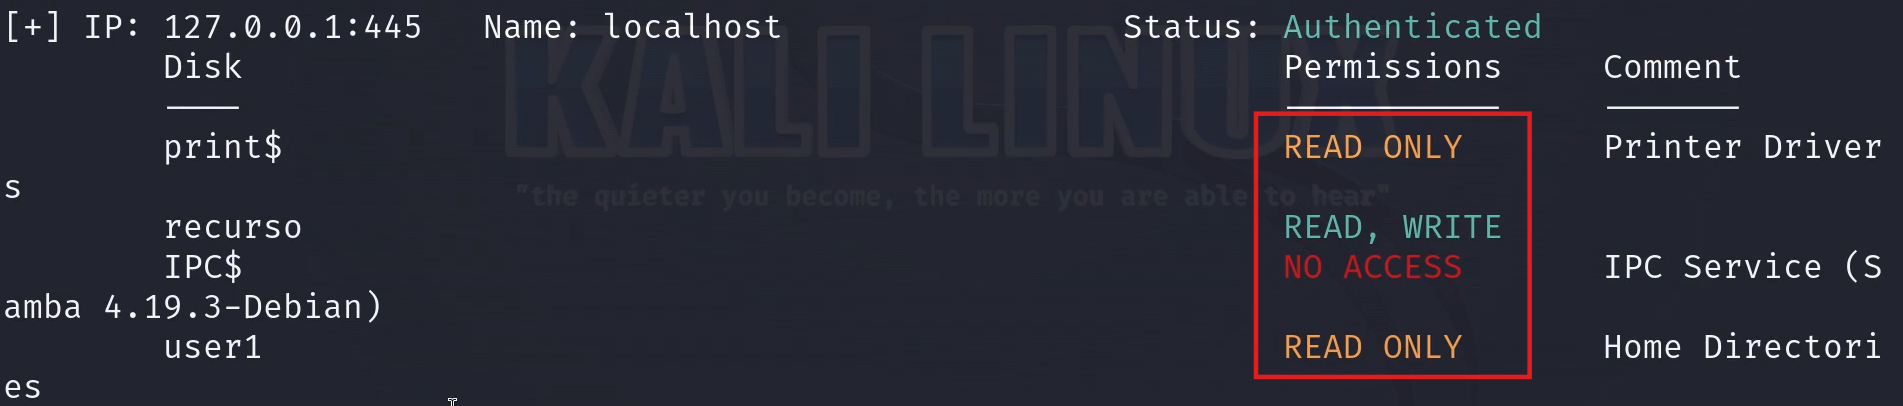 [+] IP: 127.0.0.1:445 Name: localhost Status: Authenticated
Disk Permissions Comment
---- ----------- -------
print$ READ ONLY Printer Driver
s
recurso READ, WRITE
IPC$ NO ACCESS IPC Service (S
amba 4.19.3-Debian)
user1 READ ONLY Home Directori
es
KALI LINUX
"the quieter you become, the more you are able to hear"